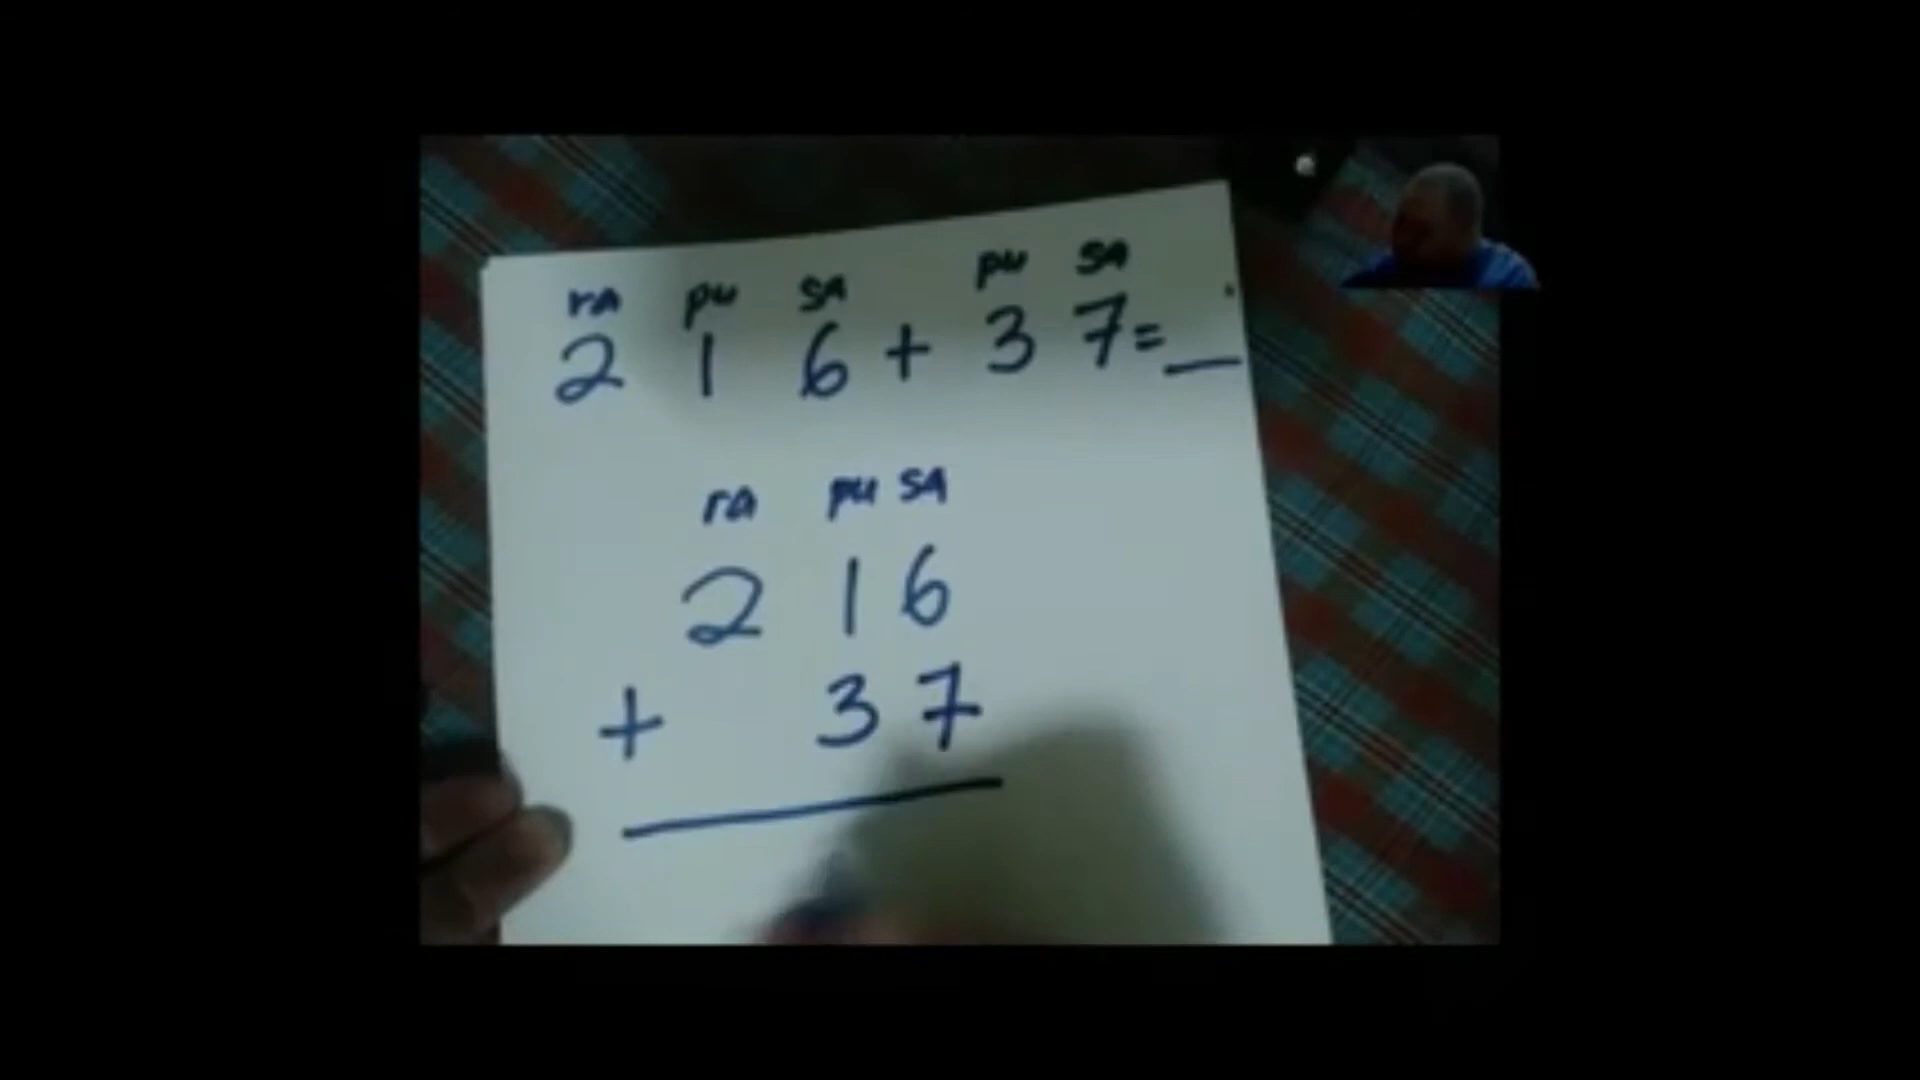 ra pu sa pu sa
2 1 6 + 3 7 = __
ra pu sa
2 1 6
+ 3 7